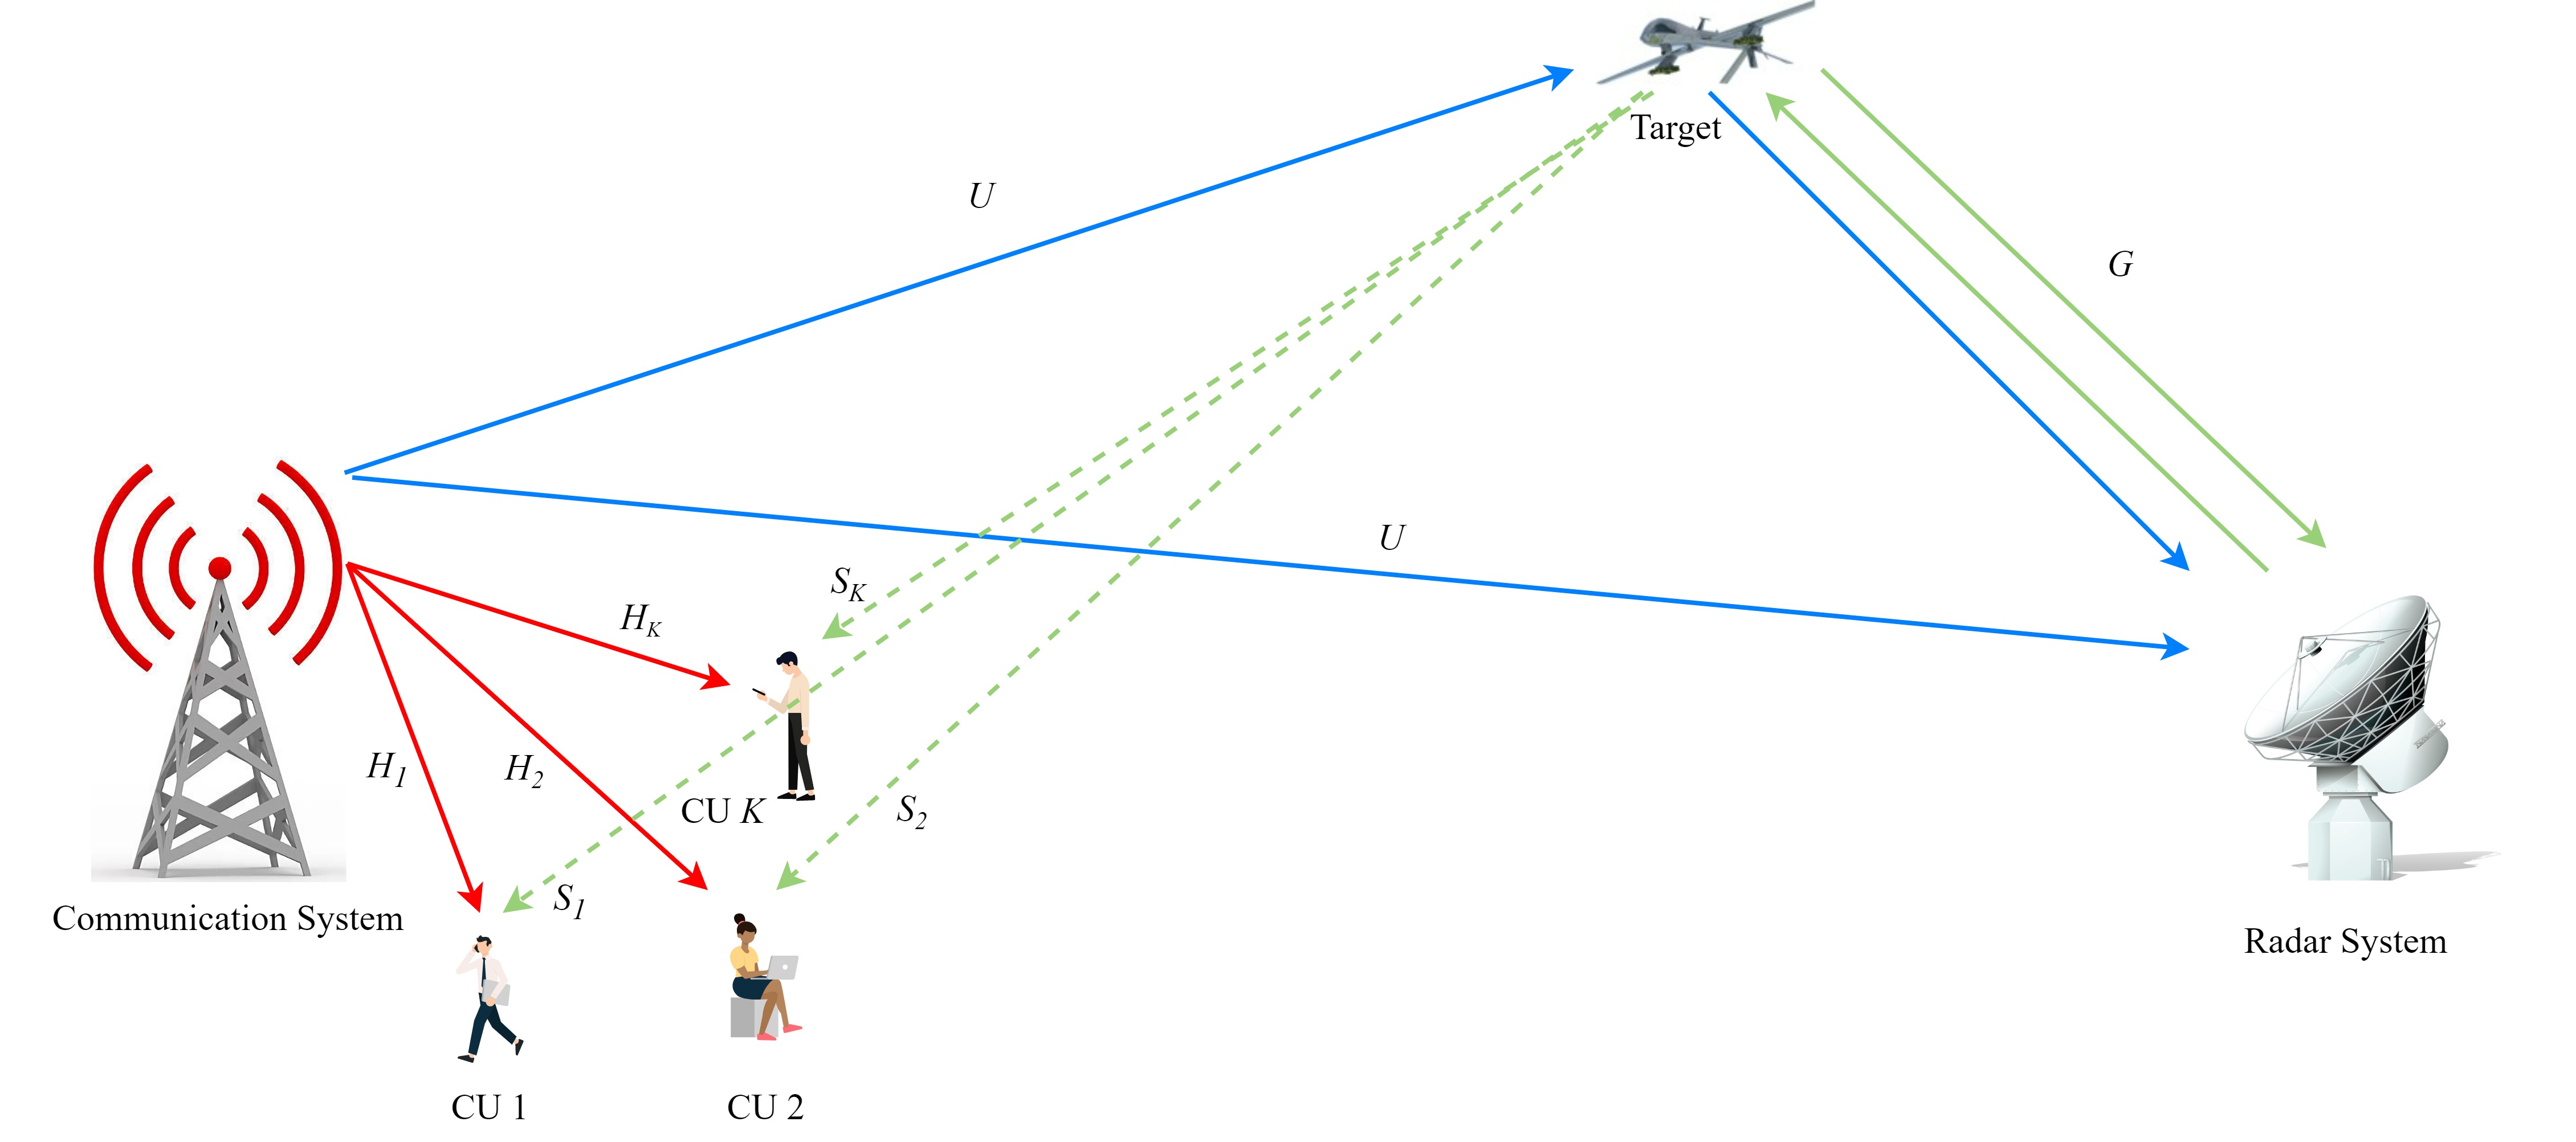 Target
U
G
U
S_K
H_K
H_1
H_2
S_2
CU K
S_1
Communication System
Radar System
CU 1
CU 2